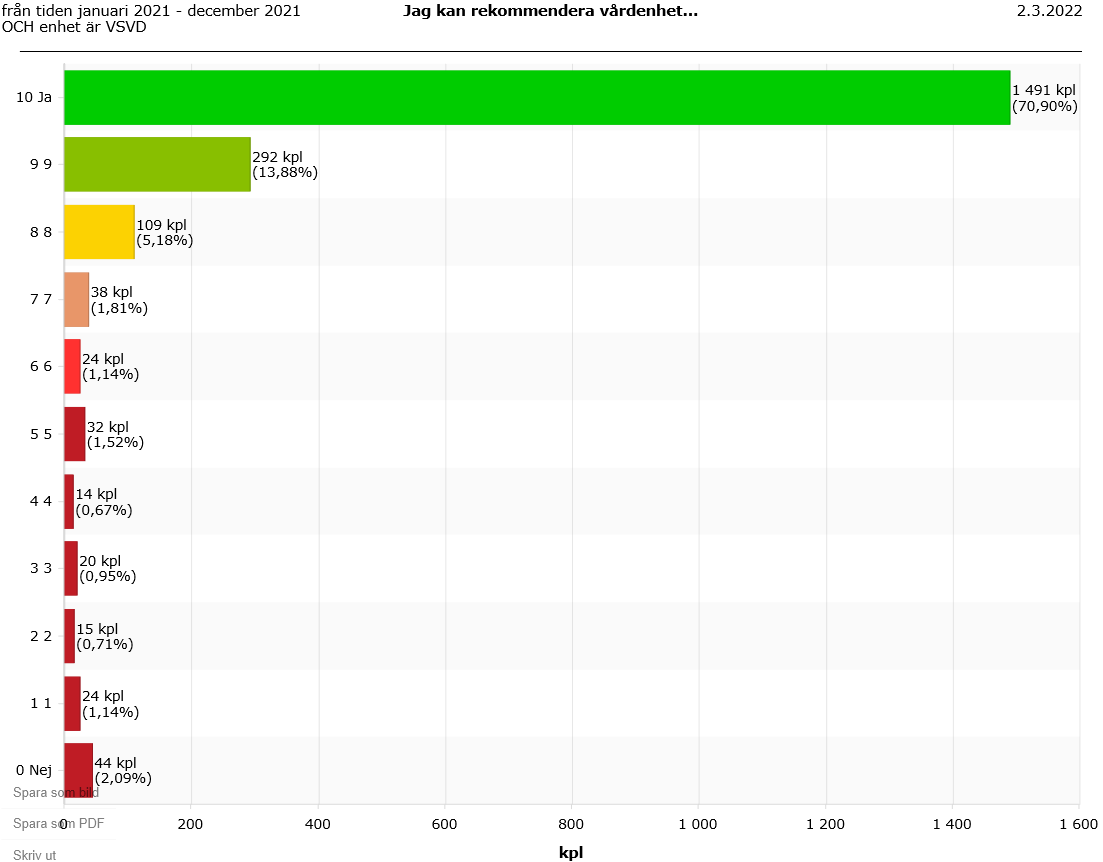 från tiden januari 2021 - december 2021
OCH enhet är VSVD
Jag kan rekommendera vårdenhet...
2.3.2022
10 Ja
1 491 kpl
(70,90%)
9 9
292 kpl
(13,88%)
8 8
109 kpl
(5,18%)
7 7
38 kpl
(1,81%)
6 6
24 kpl
(1,14%)
5 5
32 kpl
(1,52%)
4 4
14 kpl
(0,67%)
3 3
20 kpl
(0,95%)
2 2
15 kpl
(0,71%)
1 1
24 kpl
(1,14%)
0 Nej
44 kpl
(2,09%)
Spara som bild
Spara som PDF
Skriv ut
0 200 400 600 800 1 000 1 200 1 400 1 600
kpl